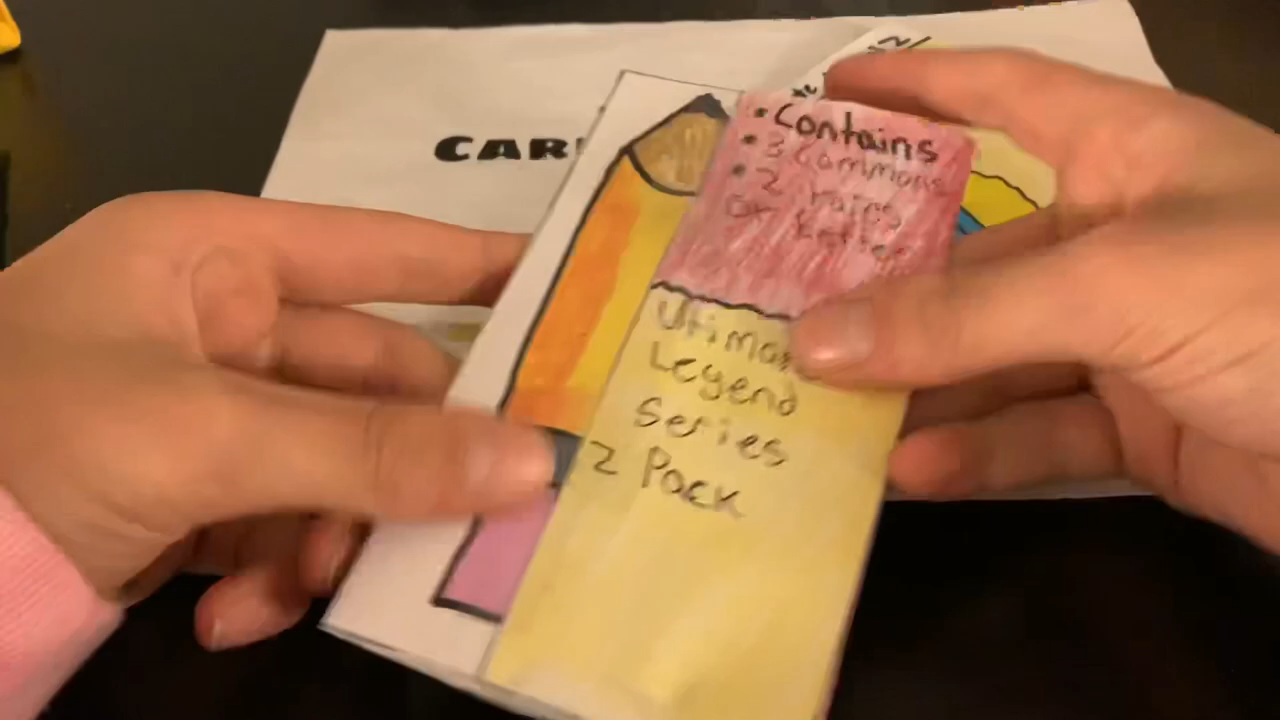 CAR
• Contains
• 3 Commons
• 2 rares
or better
Legend
Series
2 Pack